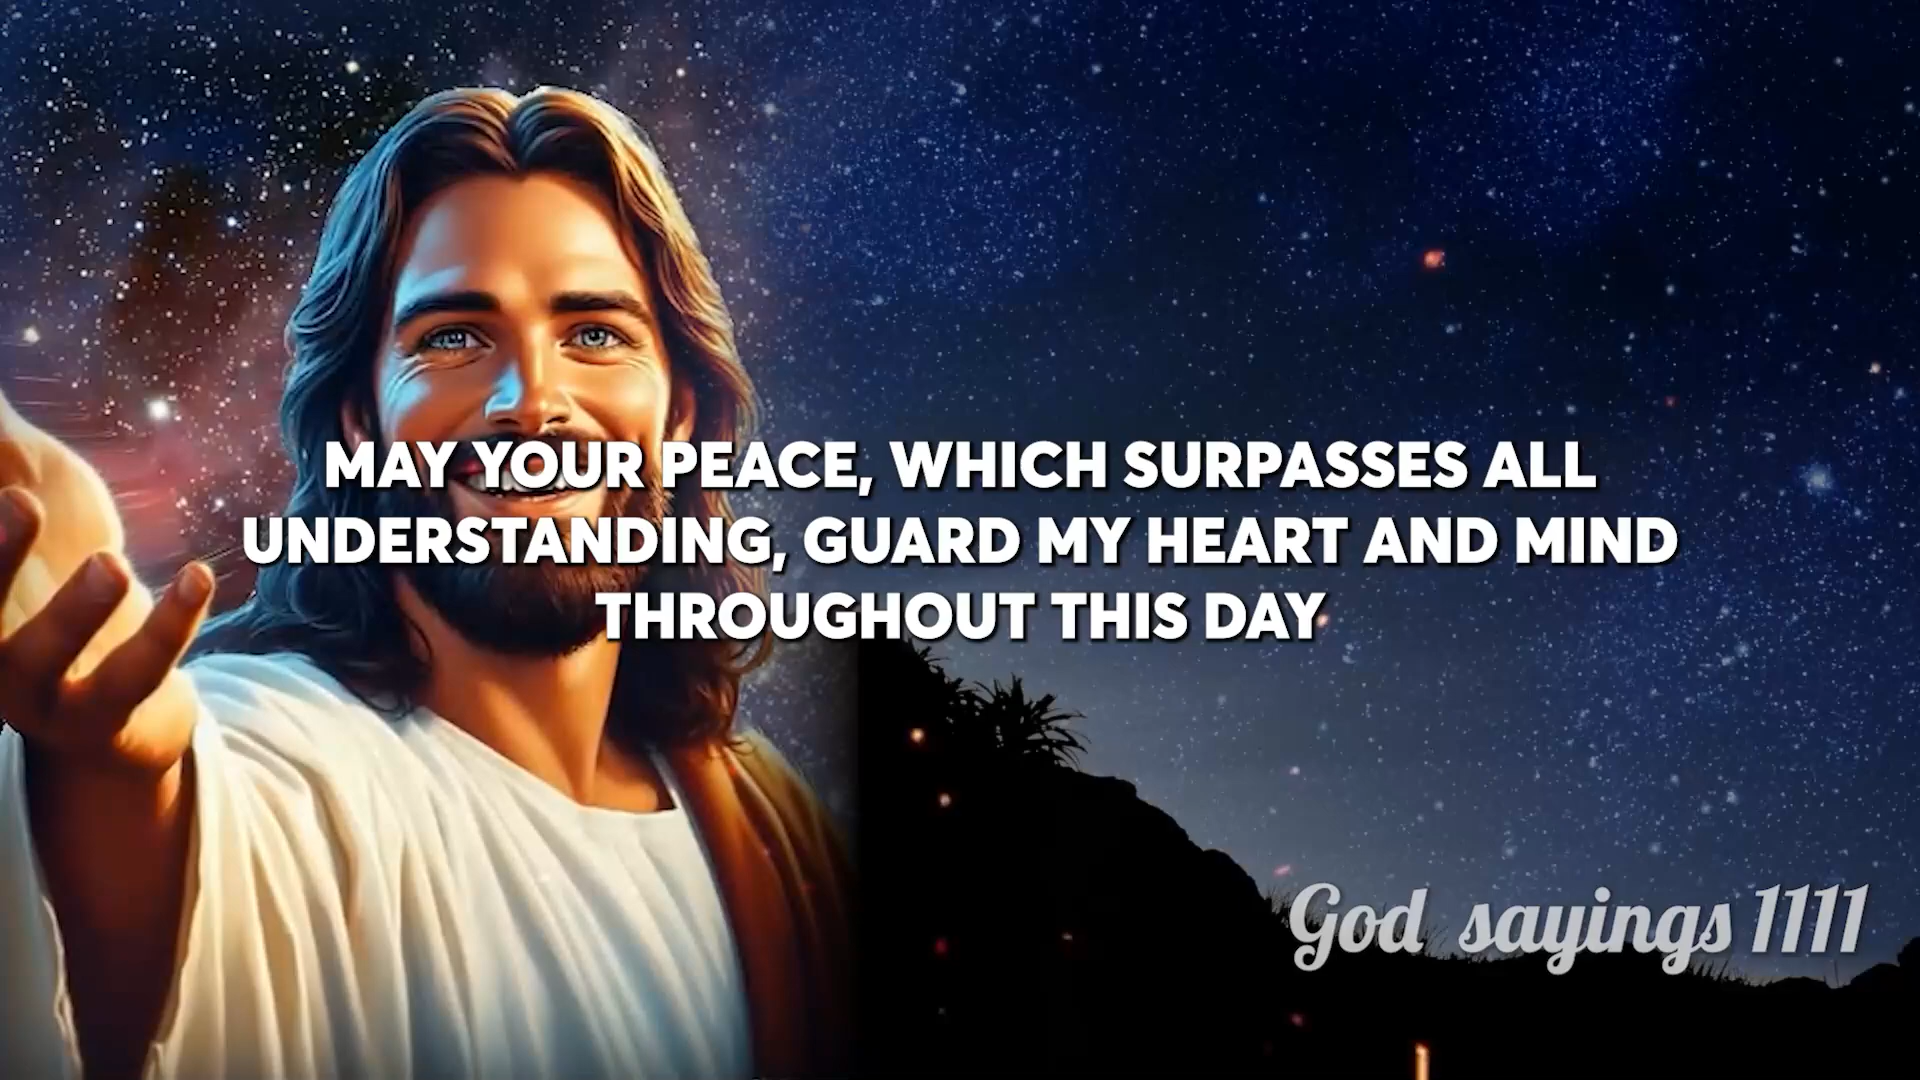 MAY YOUR PEACE, WHICH SURPASSES ALL
UNDERSTANDING, GUARD MY HEART AND MIND
THROUGHOUT THIS DAY
God sayings 1111